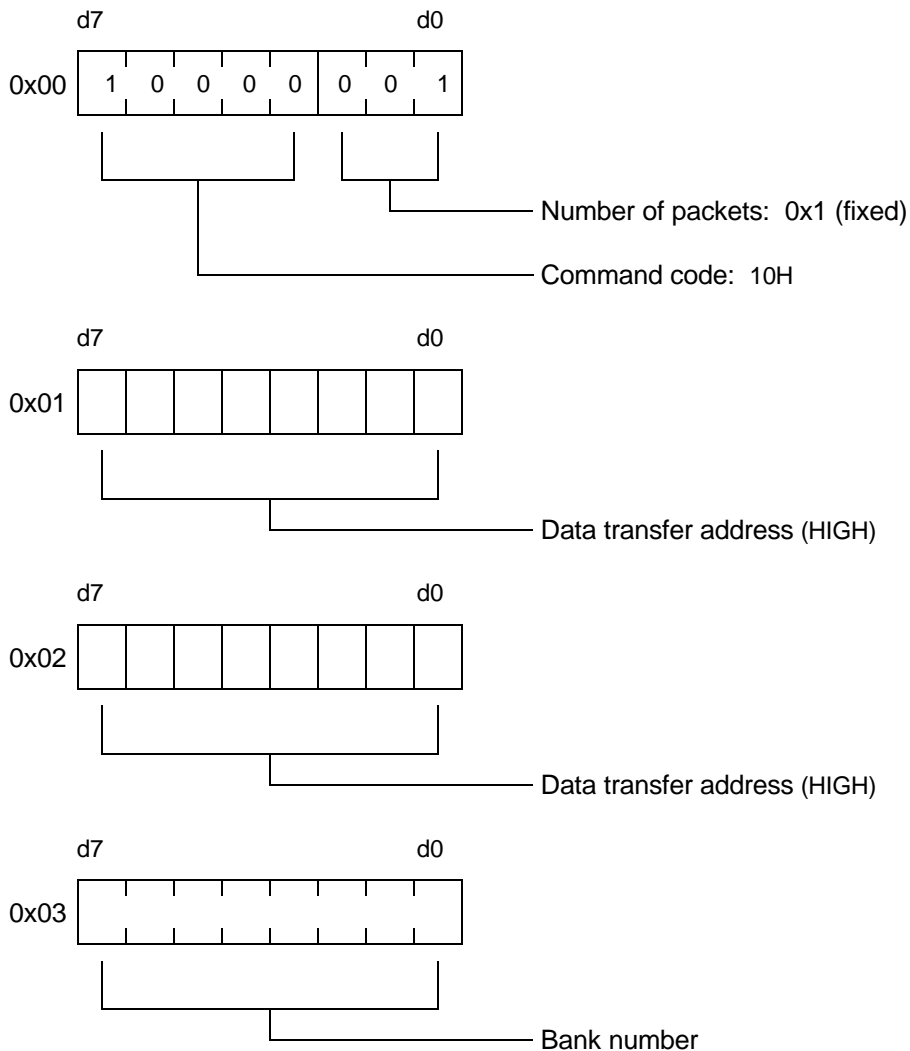 d7 d0
0x00 1 0 0 0 0 0 0 1
Number of packets: 0x1 (fixed)
Command code: 10H
d7 d0
0x01
Data transfer address (HIGH)
d7 d0
0x02
Data transfer address (HIGH)
d7 d0
0x03
Bank number